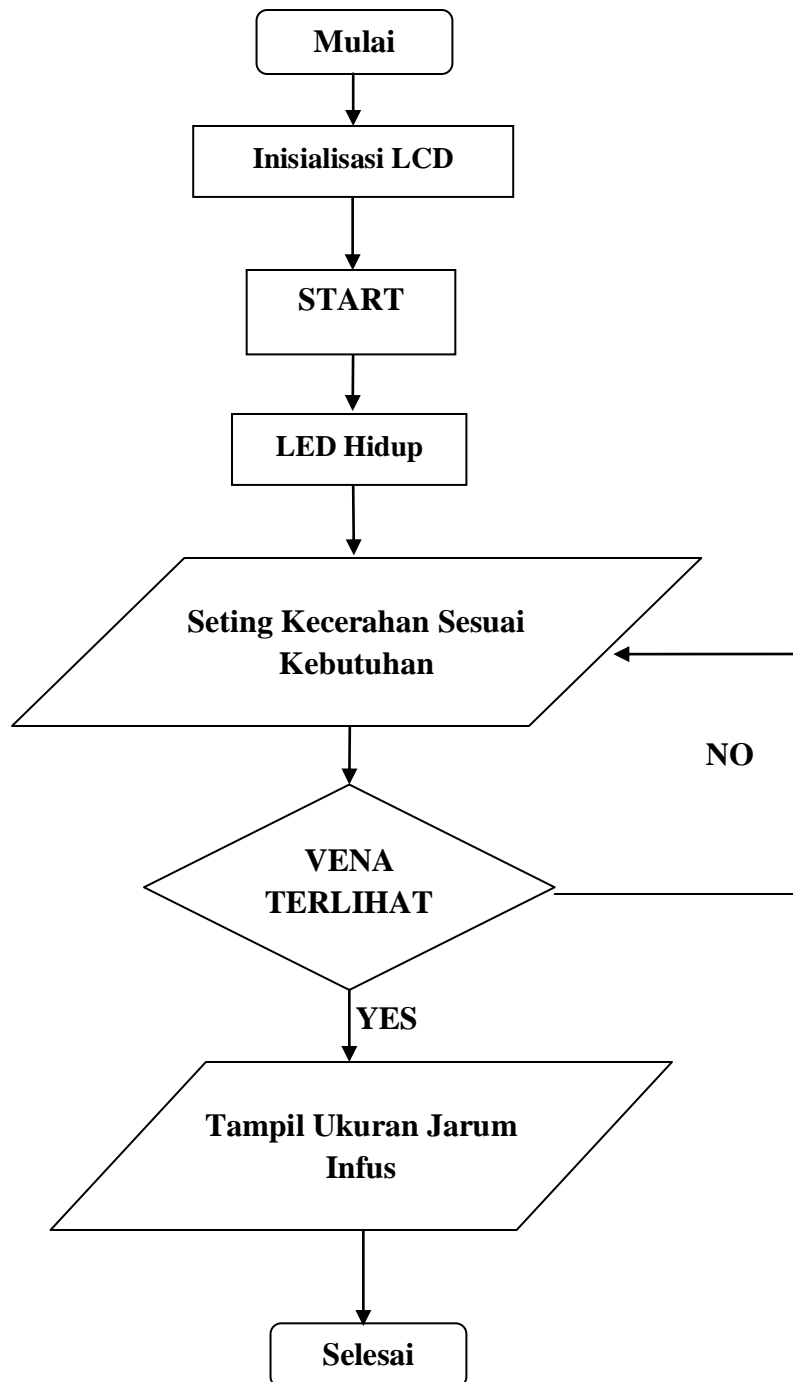 Mulai
Inisialisasi LCD
START
LED Hidup
Seting Kecerahan Sesuai
Kebutuhan
NO
VENA
TERLIHAT
YES
Tampil Ukuran Jarum
Infus
Selesai